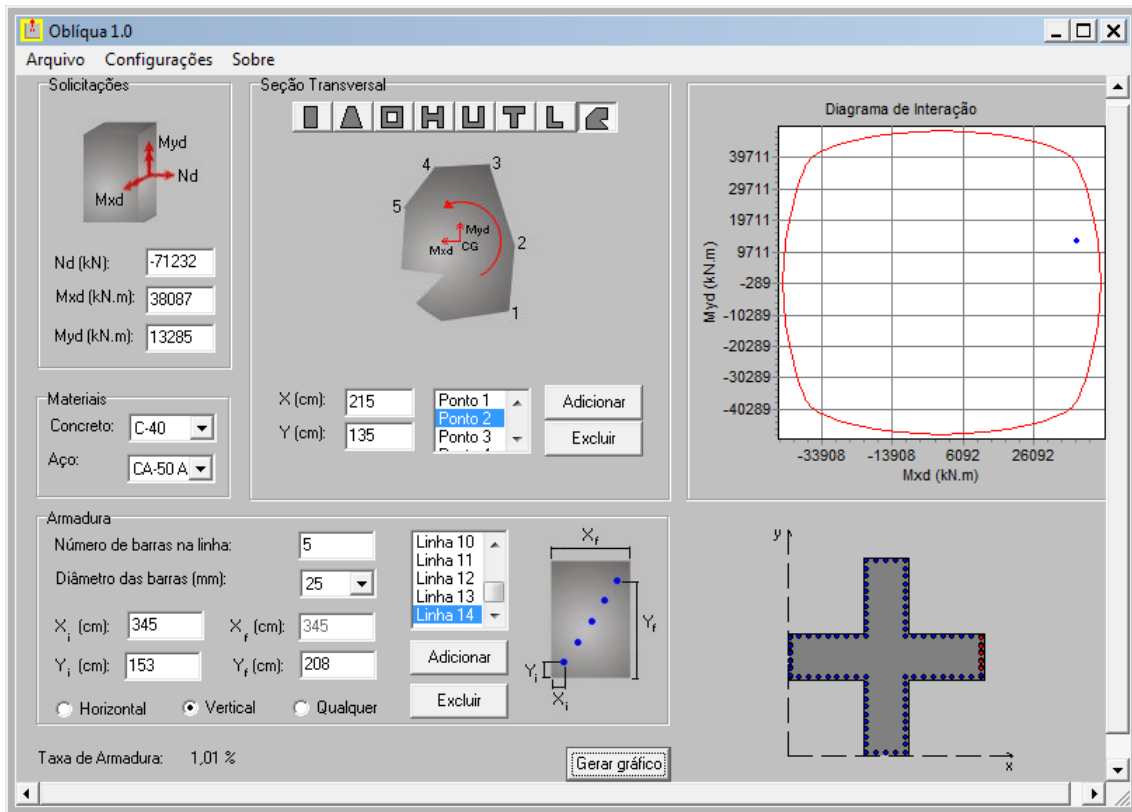 Oblíqua 1.0
Arquivo Configurações Sobre
Solicitações
Myd
Nd
Mxd
Nd (kN): -71232
Mxd (kN.m): 38087
Myd (kN.m): 13285
Materiais
Concreto: C-40
Aço: CA-50 A
Seção Transversal
4 3
5
Myd
Mxd CG 2
1
X (cm): 215
Y (cm): 135
Ponto 1
Ponto 2
Ponto 3
Adicionar
Excluir
Diagrama de Interação
39711
29711
19711
9711
-289
-10289
-20289
-30289
-40289
Myd (kN.m)
-33908 -13908 6092 26092
Mxd (kN.m)
Armadura
Número de barras na linha: 5
Diâmetro das barras (mm): 25
Xi (cm): 345 Xf (cm): 345
Yi (cm): 153 Yf (cm): 208
Horizontal Vertical Qualquer
Linha 10
Linha 11
Linha 12
Linha 13
Linha 14
Adicionar
Excluir
Xf
Yf
Yi
Xi
y
x
Taxa de Armadura: 1,01 %
Gerar gráfico